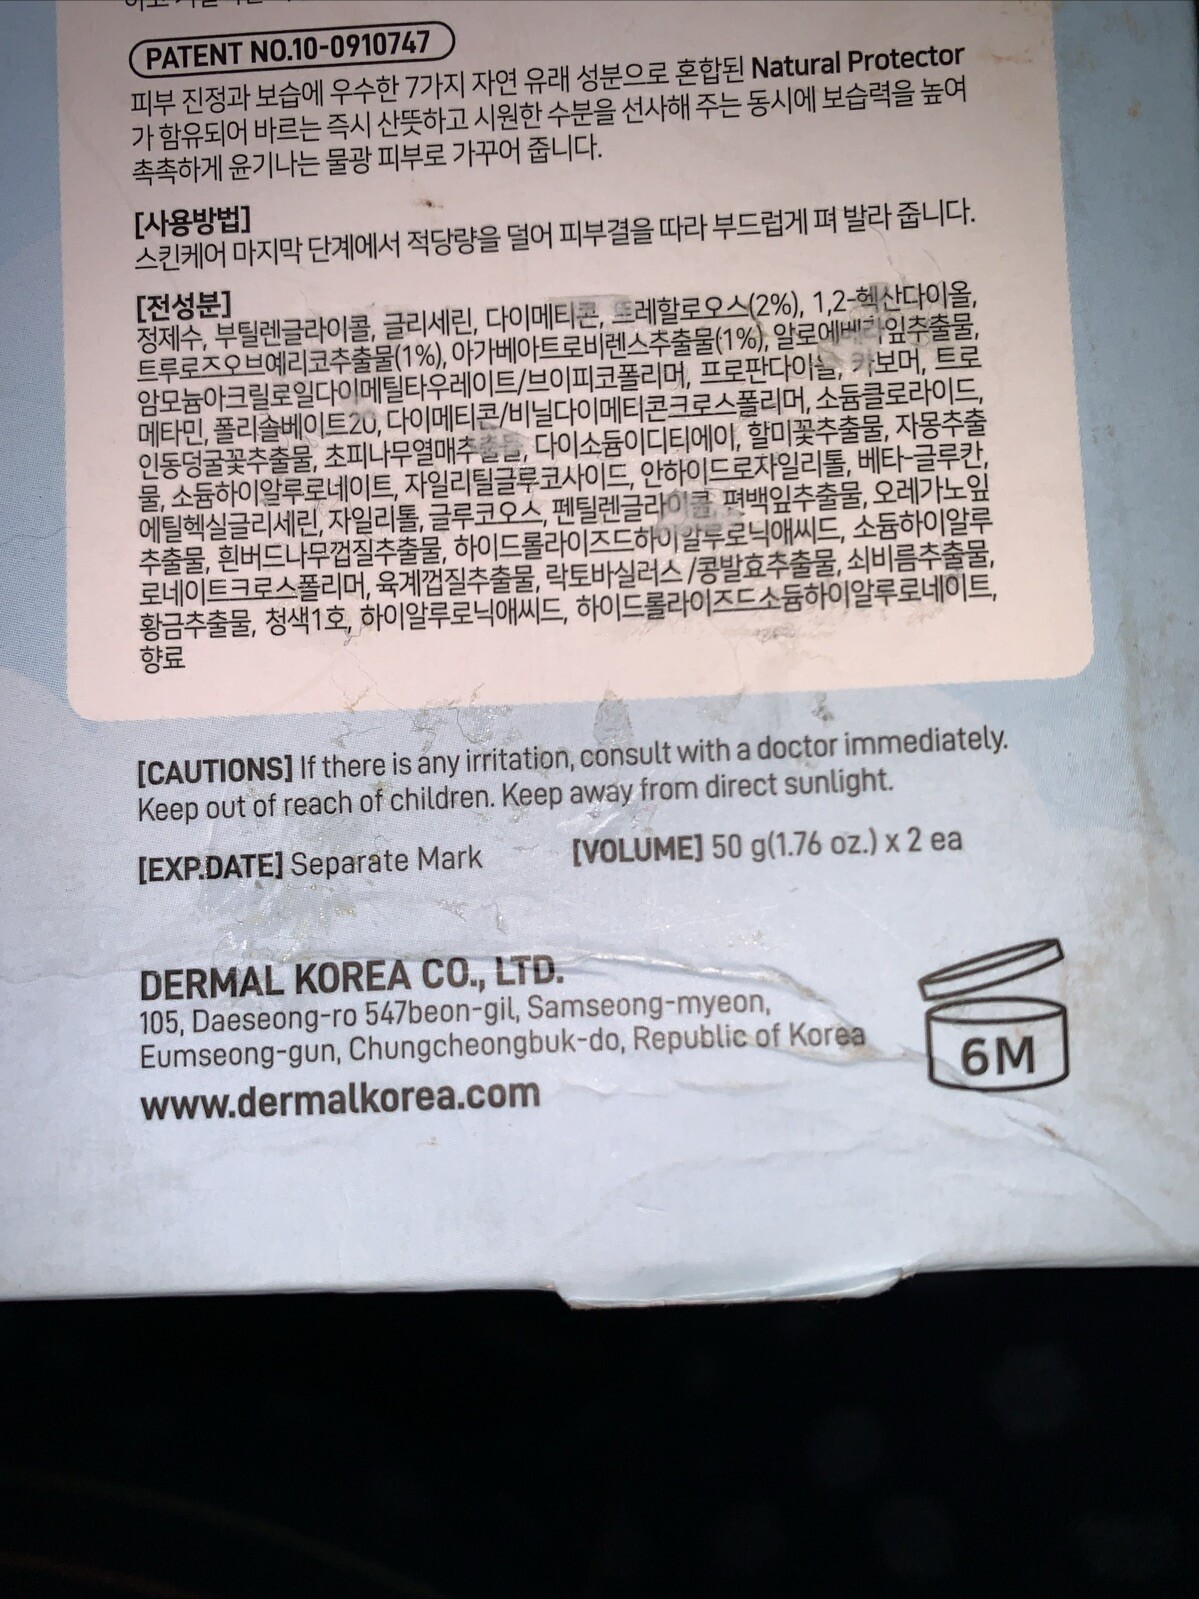 PATENT NO.10-0910747
피부 진정과 보습에 우수한 7가지 자연 유래 성분으로 혼합된 Natural Protector
가 함유되어 바르는 즉시 산뜻하고 시원한 수분을 선사해 주는 동시에 보습력을 높여
촉촉하게 윤기나는 물광 피부로 가꾸어 줍니다.
[사용방법]
스킨케어 마지막 단계에서 적당량을 덜어 피부결을 따라 부드럽게 펴 발라 줍니다.
[전성분]
정제수, 부틸렌글라이콜, 글리세린, 다이메티콘, 트레할로오스(2%), 1,2-헥산다이올,
트루로즈오브예리코추출물(1%), 아가베아트로비렌스추출물(1%), 알로에베라잎추출물,
암모늄아크릴로일다이메틸타우레이트/브이피코폴리머, 프로판다이올, 카보머, 트로
메타민, 폴리솔베이트20, 다이메티콘/비닐다이메티콘크로스폴리머, 소듐클로라이드,
인동덩굴꽃추출물, 초피나무열매추출물, 다이소듐이디티에이, 할미꽃추출물, 자몽추출
물, 소듐하이알루로네이트, 자일리틸글루코사이드, 안하이드로자일리톨, 베타-글루칸,
에틸헥실글리세린, 자일리톨, 글루코오스, 펜틸렌글라이콜, 편백잎추출물, 오레가노잎
추출물, 흰버드나무껍질추출물, 하이드롤라이즈드하이알루로닉애씨드, 소듐하이알루
로네이트크로스폴리머, 육계껍질추출물, 락토바실러스/콩발효추출물, 쇠비름추출물,
황금추출물, 청색1호, 하이알루로닉애씨드, 하이드롤라이즈드소듐하이알루로네이트,
향료
[CAUTIONS] If there is any irritation, consult with a doctor immediately.
Keep out of reach of children. Keep away from direct sunlight.
[EXP.DATE] Separate Mark [VOLUME] 50 g(1.76 oz.) x 2 ea
DERMAL KOREA CO., LTD.
105, Daeseong-ro 547beon-gil, Samseong-myeon,
Eumseong-gun, Chungcheongbuk-do, Republic of Korea
www.dermalkorea.com
6M